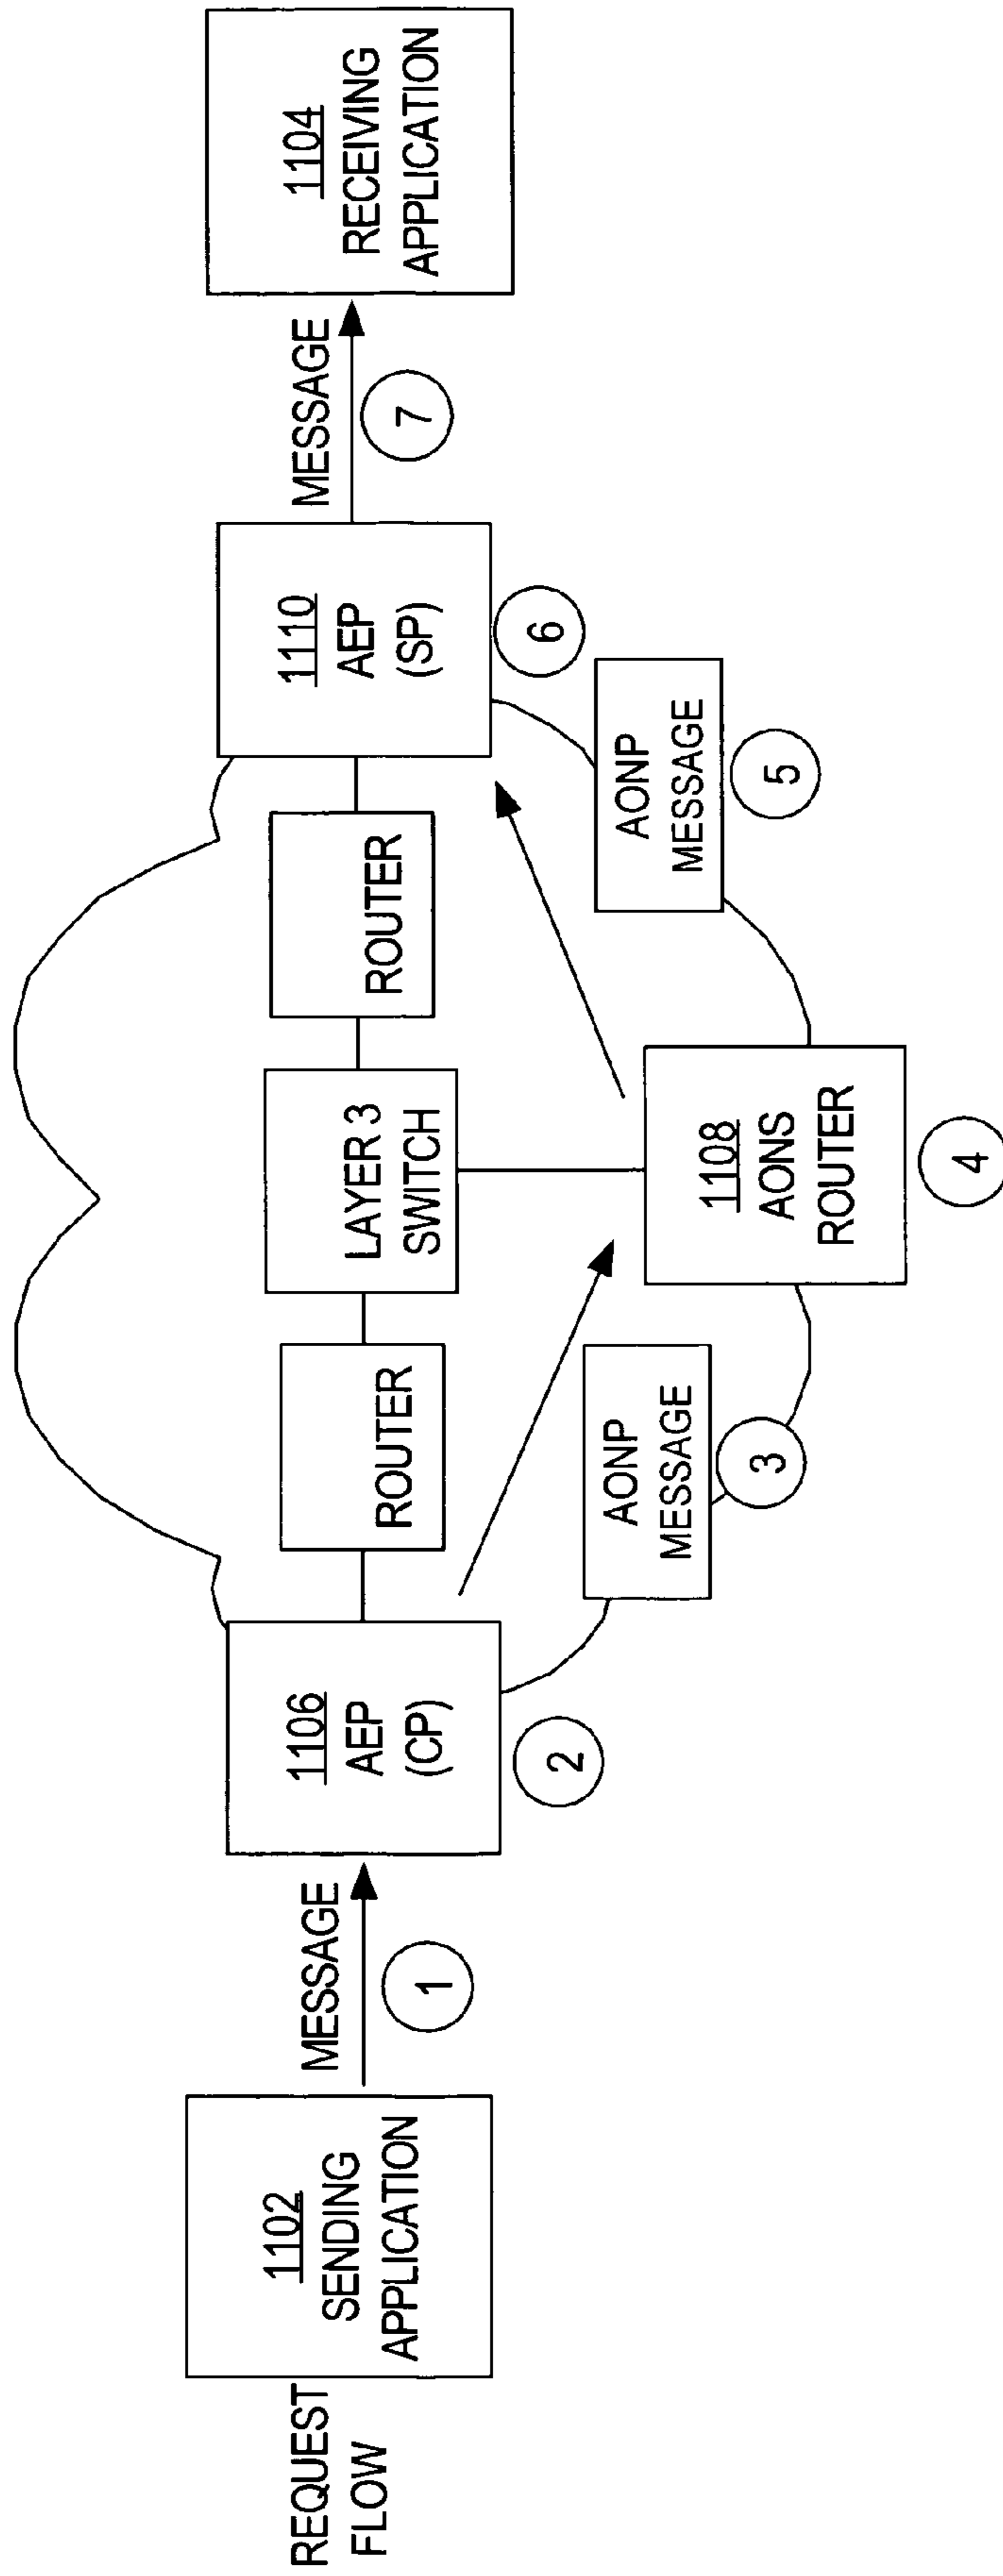 REQUEST
FLOW
1102
SENDING
APPLICATION
MESSAGE
1
1106
AEP
(CP)
2
ROUTER
AONP
MESSAGE
3
LAYER 3
SWITCH
1108
AONS
ROUTER
4
ROUTER
AONP
MESSAGE
5
1110
AEP
(SP)
6
MESSAGE
7
1104
RECEIVING
APPLICATION